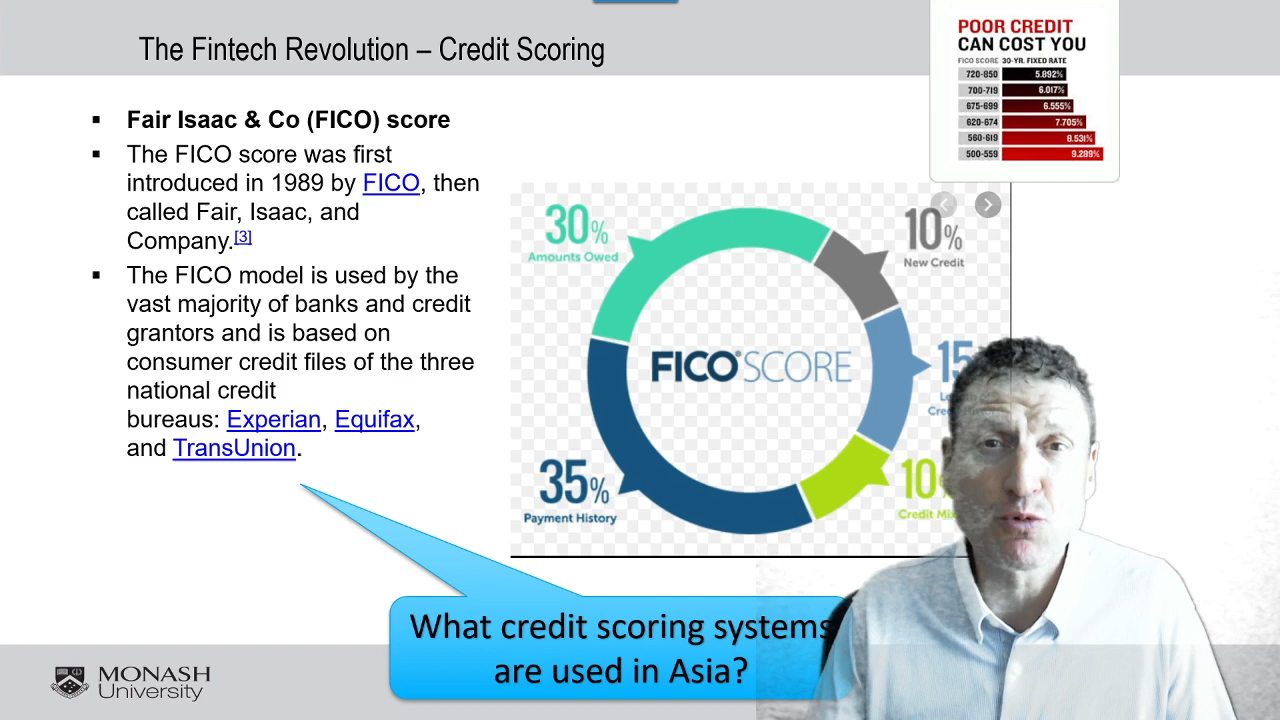 The Fintech Revolution – Credit Scoring
POOR CREDIT
CAN COST YOU
FICO SCORE 30-YR. FIXED RATE
720-850 5.892%
700-719 6.017%
675-699 6.555%
620-674 7.705%
560-619 8.531%
500-559 9.289%
▪ Fair Isaac & Co (FICO) score
▪ The FICO score was first
introduced in 1989 by FICO, then
called Fair, Isaac, and
Company.[3]
▪ The FICO model is used by the
vast majority of banks and credit
grantors and is based on
consumer credit files of the three
national credit
bureaus: Experian, Equifax,
and TransUnion.
30%
Amounts Owed
10%
New Credit
FICO SCORE
15
35%
Payment History
10
Credit
What credit scoring systems
are used in Asia?
MONASH
University